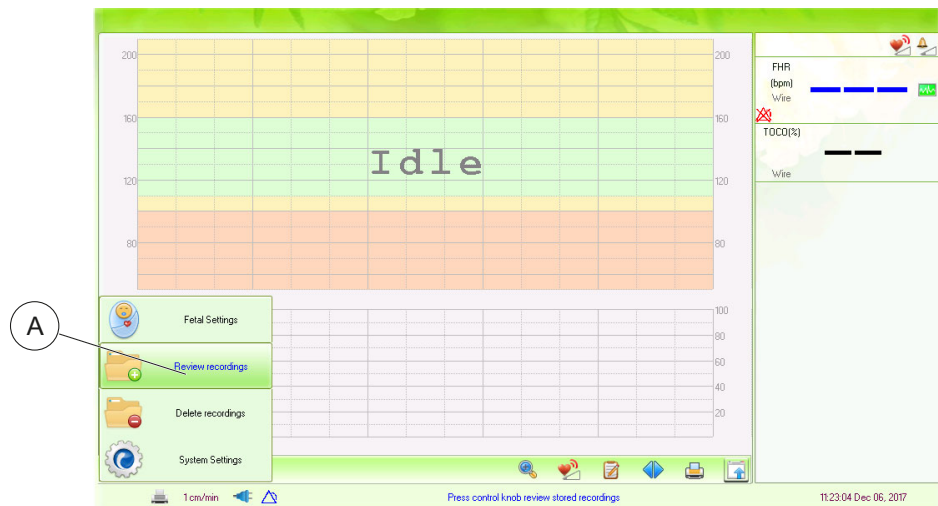 200
200
160
160
120
120
80
80
Idle
FHR
(bpm)
Wire
TOCO(%)
Wire
100
80
60
40
20
A
Fetal Settings
Review recordings
Delete recordings
System Settings
1 cm/min
Press control knob review stored recordings
11:23:04 Dec 06, 2017